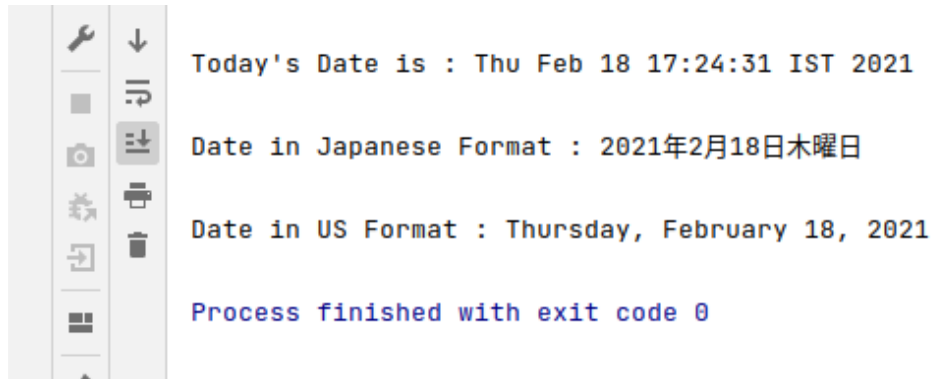 Today's Date is : Thu Feb 18 17:24:31 IST 2021
Date in Japanese Format : 2021年2月18日木曜日
Date in US Format : Thursday, February 18, 2021
Process finished with exit code 0